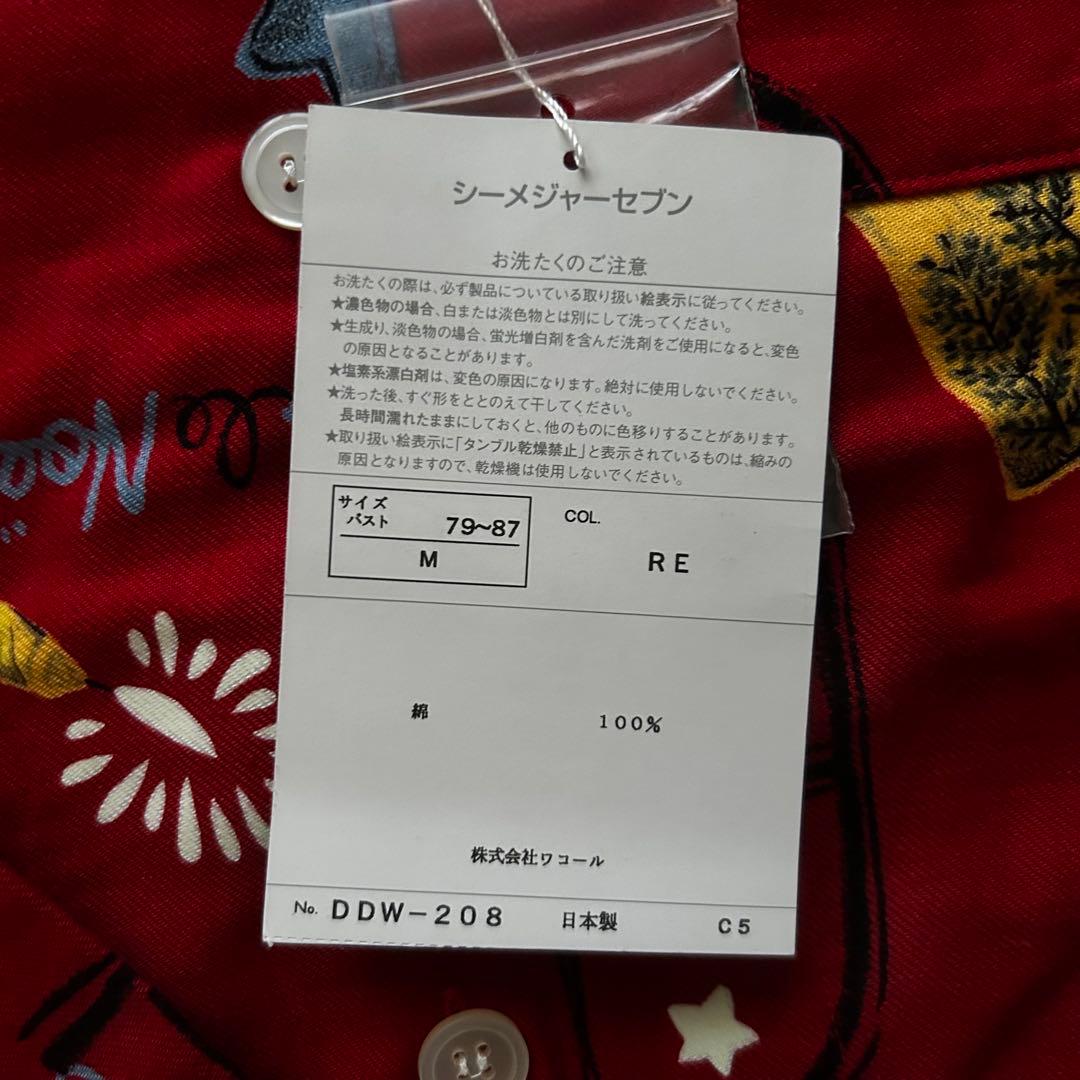 シーメジャーセブン
お洗たくのご注意
お洗たくの際は、必ず製品についている取り扱い絵表示に従ってください。
★濃色物の場合、白または淡色物とは別にして洗ってください。
★生成り、淡色物の場合、蛍光増白剤を含んだ洗剤をご使用になると、変色
の原因となることがあります。
★塩素系漂白剤は、変色の原因になります。絶対に使用しないでください。
★洗った後、すぐ形をととのえて干してください。
長時間濡れたままにしておくと、他のものに色移りすることがあります。
★取り扱い絵表示に「タンブル乾燥禁止」と表示されているものは、縮みの
原因となりますので、乾燥機は使用しないでください。
サイズ
バスト 79~87
M
COL.
RE
綿 100%
株式会社ワコール
No. DDW-208 日本製 C5